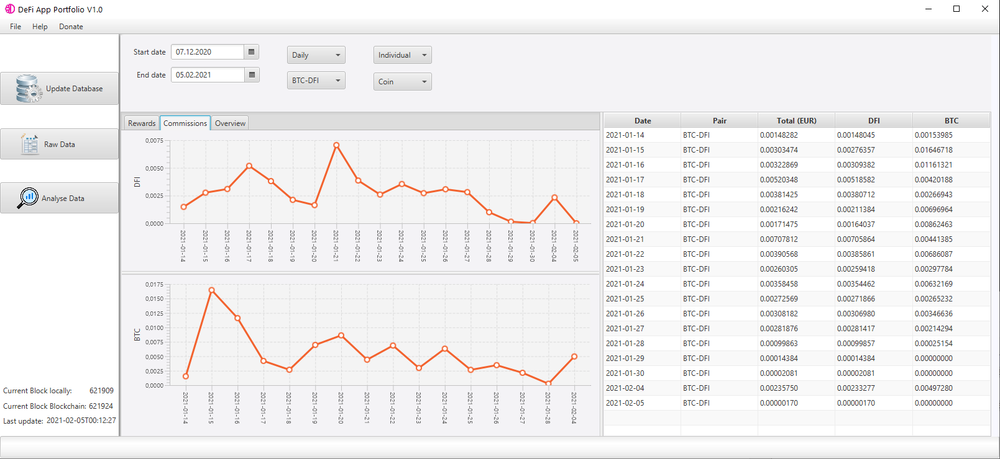 DeFi App Portfolio V1.0
File Help Donate
Update Database
Raw Data
Analyse Data
Current Block locally: 621909
Current Block Blockchain: 621924
Last update: 2021-02-05T00:12:27
Start date 07.12.2020
Daily
Individual
End date 05.02.2021
BTC-DFI
Coin
Rewards Commissions Overview
DFI
0,0075
0,0050
0,0025
0,0000
2021-01-14 2021-01-15 2021-01-16 2021-01-17 2021-01-18 2021-01-19 2021-01-20 2021-01-21 2021-01-22 2021-01-23 2021-01-24 2021-01-25 2021-01-26 2021-01-27 2021-01-28 2021-01-29 2021-01-30 2021-02-04 2021-02-05
BTC
0,0175
0,0150
0,0125
0,0100
0,0075
0,0050
0,0025
0,0000
2021-01-14 2021-01-15 2021-01-16 2021-01-17 2021-01-18 2021-01-19 2021-01-20 2021-01-21 2021-01-22 2021-01-23 2021-01-24 2021-01-25 2021-01-26 2021-01-27 2021-01-28 2021-02-04
Date Pair Total (EUR) DFI BTC
2021-01-14 BTC-DFI 0.00148282 0.00148045 0.00153985
2021-01-15 BTC-DFI 0.00303474 0.00276357 0.01646718
2021-01-16 BTC-DFI 0.00322869 0.00309382 0.01161321
2021-01-17 BTC-DFI 0.00520348 0.00518582 0.00420188
2021-01-18 BTC-DFI 0.00381425 0.00380712 0.00266943
2021-01-19 BTC-DFI 0.00216242 0.00211384 0.00696964
2021-01-20 BTC-DFI 0.00171475 0.00164037 0.00862463
2021-01-21 BTC-DFI 0.00707812 0.00705864 0.00441385
2021-01-22 BTC-DFI 0.00390568 0.00385861 0.00686087
2021-01-23 BTC-DFI 0.00260305 0.00259418 0.00297784
2021-01-24 BTC-DFI 0.00358458 0.00354462 0.00632169
2021-01-25 BTC-DFI 0.00272569 0.00271866 0.00265232
2021-01-26 BTC-DFI 0.00308182 0.00306980 0.00346636
2021-01-27 BTC-DFI 0.00281876 0.00281417 0.00214294
2021-01-28 BTC-DFI 0.00099863 0.00099857 0.00025154
2021-01-29 BTC-DFI 0.00014384 0.00014384 0.00000000
2021-01-30 BTC-DFI 0.00002081 0.00002081 0.00000000
2021-02-04 BTC-DFI 0.00235750 0.00233277 0.00497280
2021-02-05 BTC-DFI 0.00000170 0.00000170 0.00000000